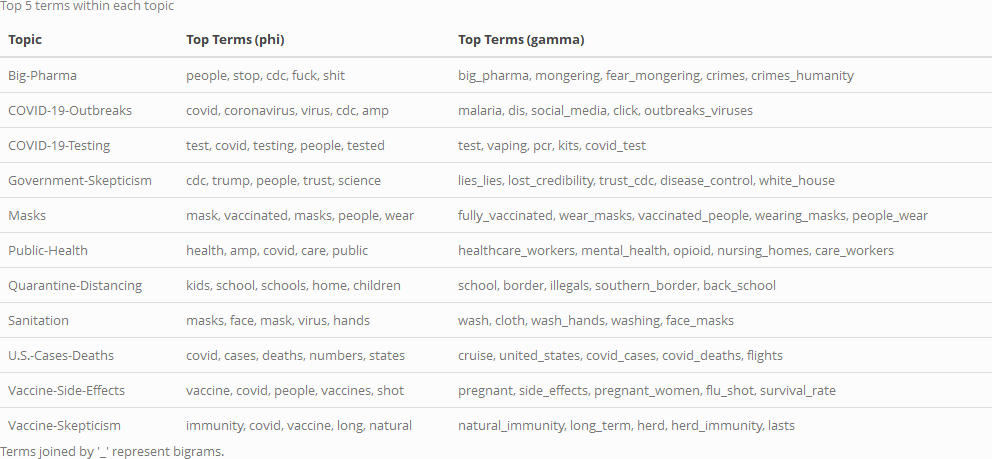 Top 5 terms within each topic
Topic Top Terms (phi) Top Terms (gamma)
Big-Pharma people, stop, cdc, fuck, shit big_pharma, mongering, fear_mongering, crimes, crimes_humanity
COVID-19-Outbreaks covid, coronavirus, virus, cdc, amp malaria, dis, social_media, click, outbreaks_viruses
COVID-19-Testing test, covid, testing, people, tested test, vaping, pcr, kits, covid_test
Government-Skepticism cdc, trump, people, trust, science lies_lies, lost_credibility, trust_cdc, disease_control, white_house
Masks mask, vaccinated, masks, people, wear fully_vaccinated, wear_masks, vaccinated_people, wearing_masks, people_wear
Public-Health health, amp, covid, care, public healthcare_workers, mental_health, opioid, nursing_homes, care_workers
Quarantine-Distancing kids, school, schools, home, children school, border, illegals, southern_border, back_school
Sanitation masks, face, mask, virus, hands wash, cloth, wash_hands, washing, face_masks
U.S.-Cases-Deaths covid, cases, deaths, numbers, states cruise, united_states, covid_cases, covid_deaths, flights
Vaccine-Side-Effects vaccine, covid, people, vaccines, shot pregnant, side_effects, pregnant_women, flu_shot, survival_rate
Vaccine-Skepticism immunity, covid, vaccine, long, natural natural_immunity, long_term, herd, herd_immunity, lasts
Terms joined by '_' represent bigrams.